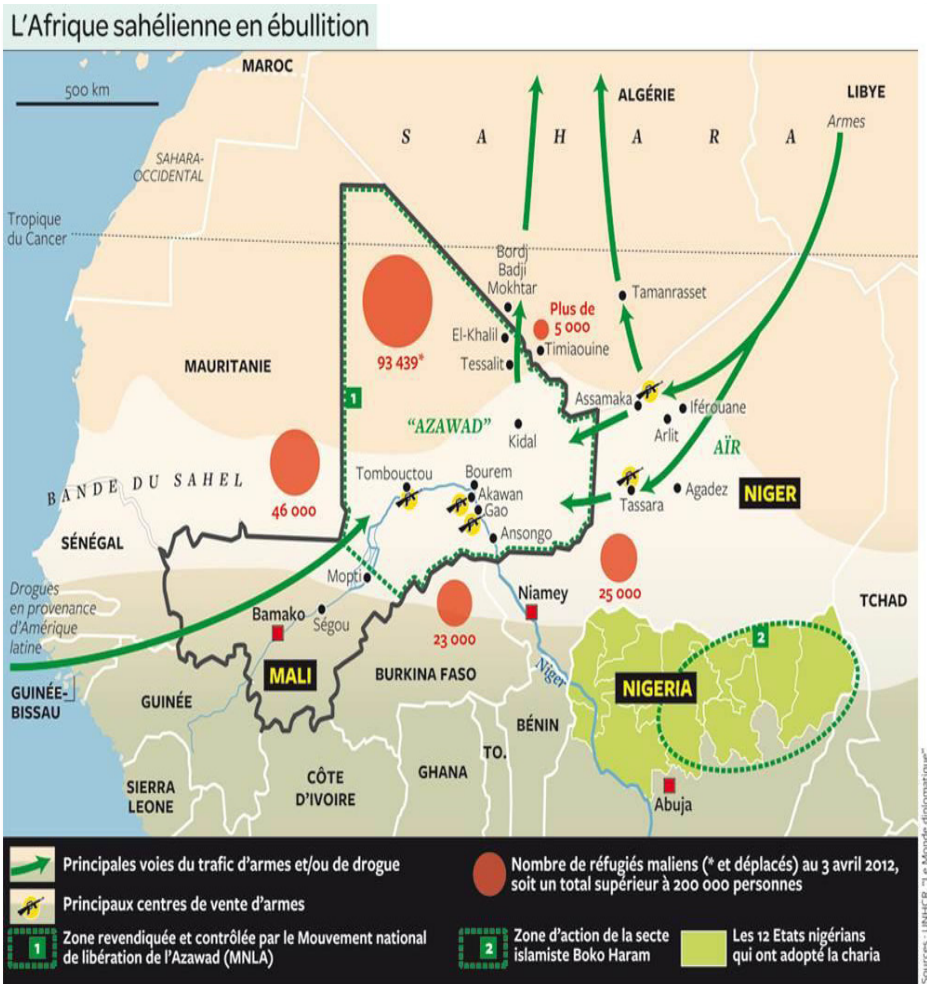 L'Afrique sahélienne en ébullition
500 km
MAROC
ALGÉRIE
LIBYE
Armes
S A H A R A
SAHARA-
OCCIDENTAL
Tropique
du Cancer
Bordj
Badji
Mokhtar
Tamanrasset
Plus de
5 000
El-Khalil
Timiaouine
Tessalit
93 439*
MAURITANIE
1
Assamaka
Iférouane
"AZAWAD"
Kidal
Arlit
AÏR
BANDE DU SAHEL
46 000
Tombouctou
Bourem
Akawan
Gao
Tassara
Agadez
NIGER
SÉNÉGAL
Ansongo
Mopti
25 000
Drogues
en provenance
d'Amérique
latine
Bamako
Ségou
23 000
Niamey
TCHAD
2
MALI
BURKINA FASO
Niger
NIGERIA
GUINÉE-
BISSAU
GUINÉE
BÉNIN
TO.
GHANA
CÔTE
D'IVOIRE
SIERRA
LEONE
Abuja
Principales voies du trafic d'armes et/ou de drogue
Principaux centres de vente d'armes
1
Zone revendiquée et contrôlée par le Mouvement national
de libération de l'Azawad (MNLA)
Nombre de réfugiés maliens (* et déplacés) au 3 avril 2012,
soit un total supérieur à 200 000 personnes
2
Zone d'action de la secte
islamiste Boko Haram
Les 12 Etats nigérians
qui ont adopté la charia
Sources : UNHCR, "Le Monde diplomatique"